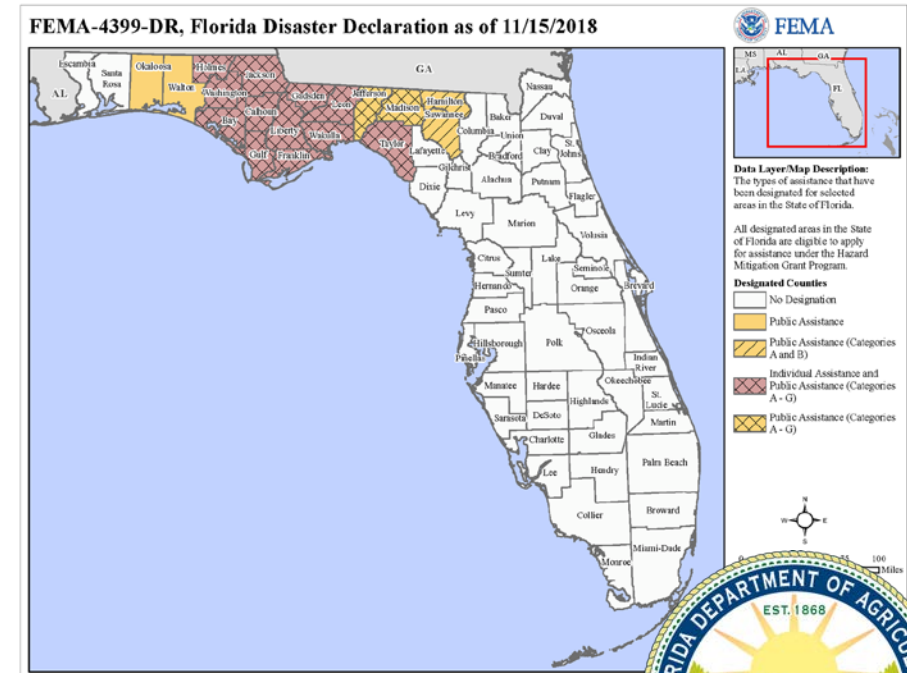 FEMA-4399-DR, Florida Disaster Declaration as of 11/15/2018
FEMA
MS
AL
GA
LA
FL
Escambia
Santa
Rosa
Okaloosa
Walton
Holmes
Jackson
Washington
Bay
Calhoun
Gulf
Liberty
Franklin
Gadsden
Leon
Wakulla
Jefferson
Madison
Taylor
Hamilton
Suwannee
Lafayette
Columbia
Baker
Nassau
Duval
Union
Bradford
Clay
St.
Johns
Gilchrist
Dixie
Alachua
Putnam
Flagler
Levy
Marion
Volusia
Citrus
Sumter
Lake
Seminole
Hernando
Orange
Brevard
Pasco
Osceola
Hillsborough
Polk
Pinellas
Indian
River
Okeechobee
Manatee
Hardee
Highlands
St.
Lucie
Sarasota
DeSoto
Martin
Charlotte
Glades
Lee
Hendry
Palm Beach
Collier
Broward
Monroe
Miami-Dade
AL
GA
Data Layer/Map Description:
The types of assistance that have
been designated for selected
areas in the State of Florida.
All designated areas in the State
of Florida are eligible to apply
for assistance under the Hazard
Mitigation Grant Program.
Designated Counties
No Designation
Public Assistance
Public Assistance (Categories
A and B)
Individual Assistance and
Public Assistance (Categories
A - G)
Public Assistance (Categories
A - G)
N
W
E
S
100
Miles
RIDA DEPARTMENT OF AGRICU
EST. 1868